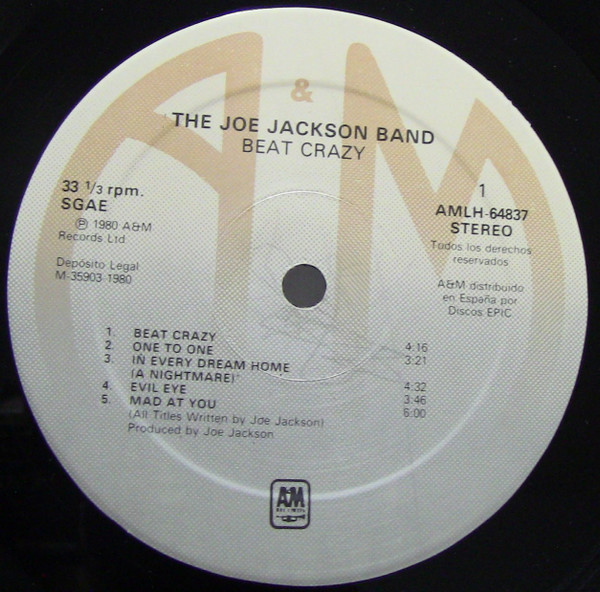 &
THE JOE JACKSON BAND
BEAT CRAZY
33 1/3 rpm.
SGAE
℗ 1980 A&M
Records Ltd
Depósito Legal
M-35903-1980
1
AMLH-64837
STEREO
Todos los derechos
reservados
A&M distribuido
en España por
Discos EPIC
1. BEAT CRAZY 4:16
2. ONE TO ONE 3:21
3. IN EVERY DREAM HOME
(A NIGHTMARE) 4:32
4. EVIL EYE 3:46
5. MAD AT YOU 6:00
(All Titles Written by Joe Jackson)
Produced by Joe Jackson
A&M
RECORDS